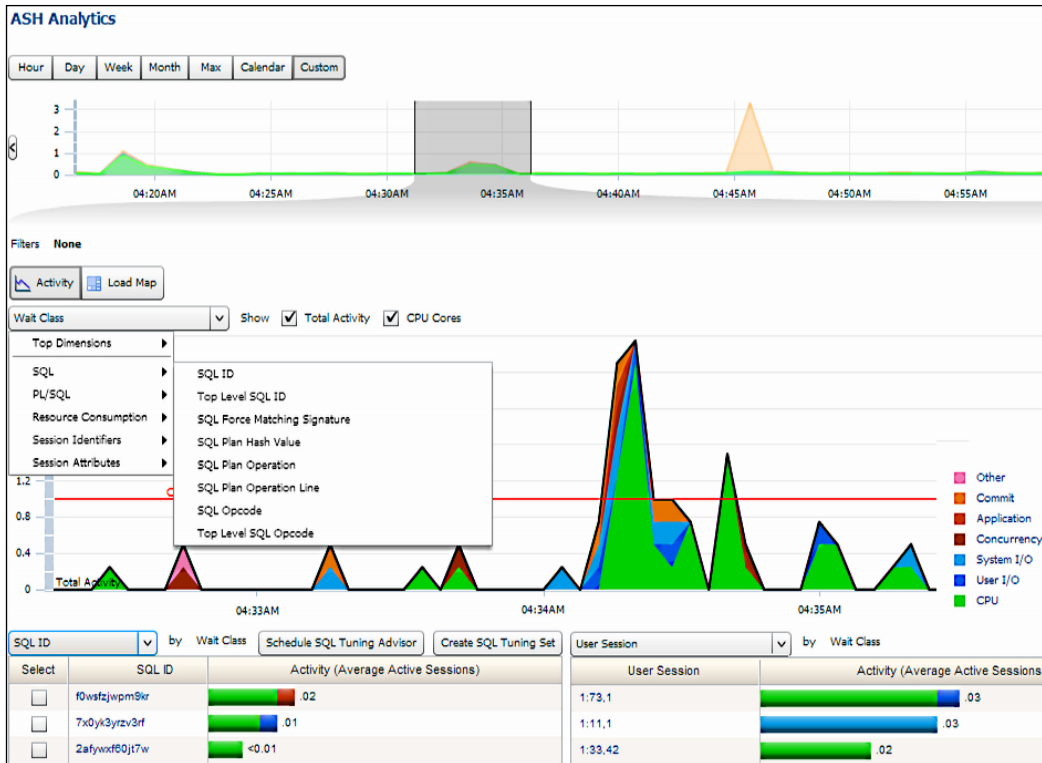 ASH Analytics
Hour Day Week Month Max Calendar Custom
3
2
1
0
04:20AM 04:25AM 04:30AM 04:35AM 04:40AM 04:45AM 04:50AM 04:55AM
Filters None
Activity Load Map
Wait Class Show Total Activity CPU Cores
Top Dimensions
SQL
PL/SQL
Resource Consumption
Session Identifiers
Session Attributes
SQL ID
Top Level SQL ID
SQL Force Matching Signature
SQL Plan Hash Value
SQL Plan Operation
SQL Plan Operation Line
SQL Opcode
Top Level SQL Opcode
1.2
0.8
0.4
0
Total Activity
04:33AM 04:34AM 04:35AM
Other
Commit
Application
Concurrency
System I/O
User I/O
CPU
SQL ID by Wait Class Schedule SQL Tuning Advisor Create SQL Tuning Set
Select SQL ID Activity (Average Active Sessions)
f0wsfzjwpm9kr .02
7x0yk3yrzv3rf .01
2afywxf60jt7w <0.01
User Session by Wait Class
User Session Activity (Average Active Sessions
1:73,1 .03
1:11,1 .03
1:33,42 .02